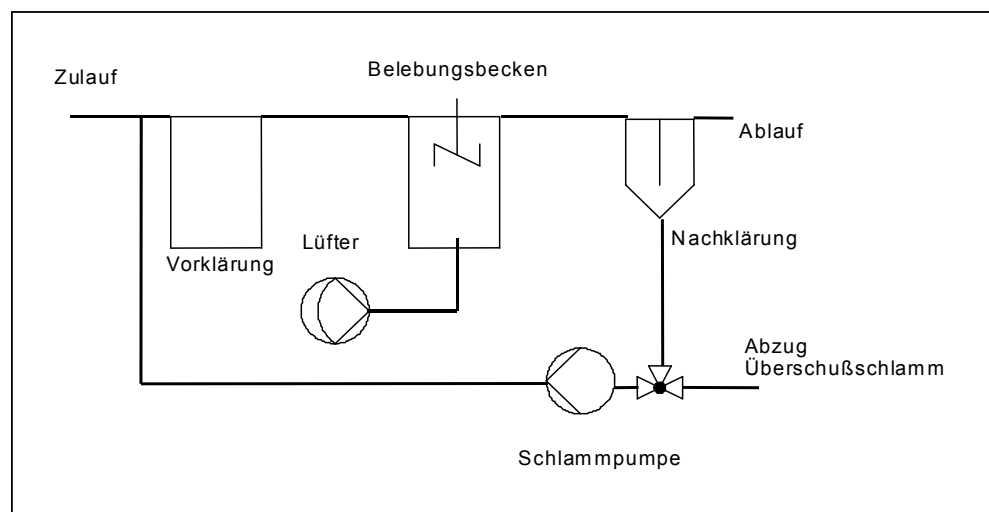 Belebungsbecken
Zulauf
Ablauf
Nachklärung
Lüfter
Vorklärung
Abzug
Überschußschlamm
Schlammpumpe